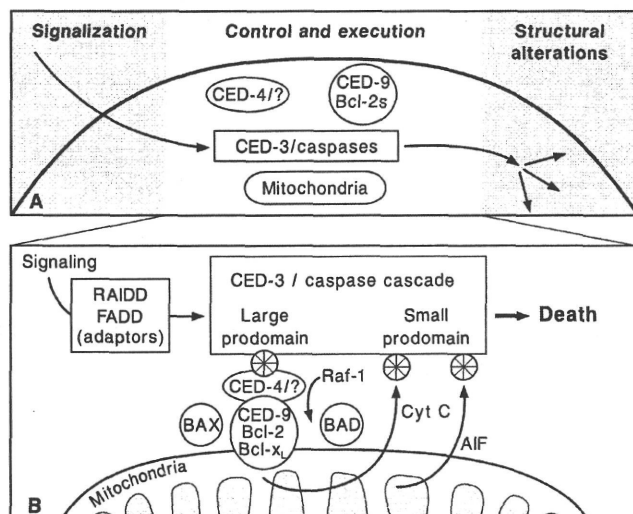 Signalization
Control and execution
Structural
alterations
CED-4/?
CED-9
Bcl-2s
CED-3/caspases
Mitochondria
A
Signaling
RAIDD
FADD
(adaptors)
CED-3 / caspase cascade
Large
prodomain
Small
prodomain
Death
CED-4/?
Raf-1
CED-9
Bcl-2
Bcl-xL
BAX
BAD
Cyt C
AIF
Mitochondria
B